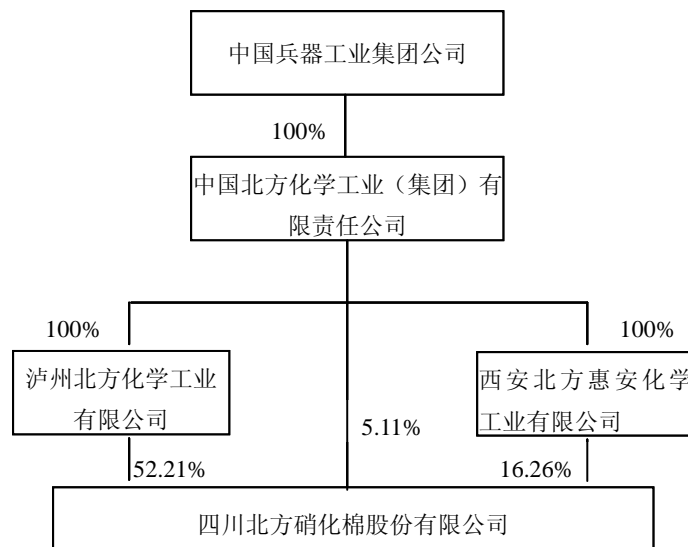 中国兵器工业集团公司
100%
中国北方化学工业（集团）有
限责任公司
100%
100%
泸州北方化学工业
有限公司
西安北方惠安化学
工业有限公司
5.11%
52.21%
16.26%
四川北方硝化棉股份有限公司